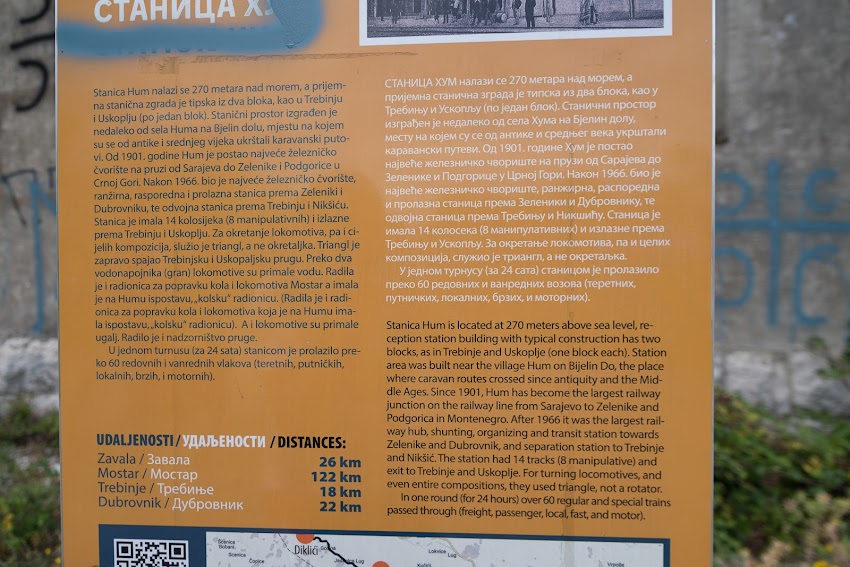 СТАНИЦА Х
Stanica Hum nalazi se 270 metara nad morem, a prijem-
na stanična zgrada je tipska iz dva bloka, kao u Trebinju
i Uskoplju (po jedan blok). Stanični prostor izgrađen je
nedaleko od sela Huma na Bjelin dolu, mjestu na kojem
su se od antike i srednjeg vijeka ukrštali karavanski puto-
vi. Od 1901. godine Hum je postao najveće željezničko
čvorište na pruzi od Sarajeva do Zelenike i Podgorice u
Crnoj Gori. Nakon 1966. bio je najveće željezničko čvorište,
ranžirna, rasporedna i prolazna stanica prema Zeleniki i
Dubrovniku, te odvojna stanica prema Trebinju i Nikšiću.
Stanica je imala 14 kolosijeka (8 manipulativnih) i izlazne
prema Trebinju i Uskoplju. Za okretanje lokomotiva, pa i ci-
jelih kompozicija, služio je triangl, a ne okretaljka. Triangl je
zapravo spajao Trebinjsku i Uskopaljsku prugu. Preko dva
vodonapojnika (gran) lokomotive su primale vodu. Radila
je i radionica za popravku kola i lokomotiva Mostar a imala
je na Humu ispostavu,„kolsku" radionicu. (Radila je i radi-
onica za popravku kola i lokomotiva koja je na Humu ima-
la ispostavu,„kolsku" radionicu). A i lokomotive su primale
ugalj. Radilo je i nadzorništvo pruge.
U jednom turnusu (za 24 sata) stanicom je prolazilo pre-
ko 60 redovnih i vanrednih vlakova (teretnih, putničkih,
lokalnih, brzih, i motornih).
UDALJENOSTI / УДАЉЕНОСТИ / DISTANCES:
Zavala / Завала 26 km
Mostar / Мостар 122 km
Trebinje / Требиње 18 km
Dubrovnik / Дубровник 22 km
СТАНИЦА ХУМ налази се 270 метара над морем, а
пријемна станична зграда је типска из два блока, као у
Требињу и Ускопљу (по један блок). Станични простор
изграђен је недалеко од села Хума на Бјелин долу,
месту на којем су се од антике и средњег века укрштали
каравански путеви. Од 1901. године Хум је постао
највеће железничко чвориште на прузи од Сарајева до
Зеленике и Подгорице у Црној Гори. Након 1966. био је
највеће железничко чвориште, ранжирна, распоредна
и пролазна станица према Зеленики и Дубровнику, те
одвојна станица према Требињу и Никшићу. Станица је
имала 14 колосека (8 манипулативних) и излазне према
Требињу и Ускопљу. За окретање локомотива, па и целих
композиција, служио је триангл, а не окретаљка.
У једном турнусу (за 24 сата) станицом је пролазило
преко 60 редовних и ванредних возова (теретних,
путничких, локалних, брзих, и моторних).
Stanica Hum is located at 270 meters above sea level, re-
ception station building with typical construction has two
blocks, as in Trebinje and Uskoplje (one block each). Station
area was built near the village Hum on Bijelin Do, the place
where caravan routes crossed since antiquity and the Mid-
dle Ages. Since 1901, Hum has become the largest railway
junction on the railway line from Sarajevo to Zelenike and
Podgorica in Montenegro. After 1966 it was the largest rail-
way hub, shunting, organizing and transit station towards
Zelenike and Dubrovnik, and separation station to Trebinje
and Nikšić. The station had 14 tracks (8 manipulative) and
exit to Trebinje and Uskoplje. For turning locomotives, and
even entire compositions, they used triangle, not a rotator.
In one round (for 24 hours) over 60 regular and special trains
passed through (freight, passenger, local, fast, and motor).
Diklići